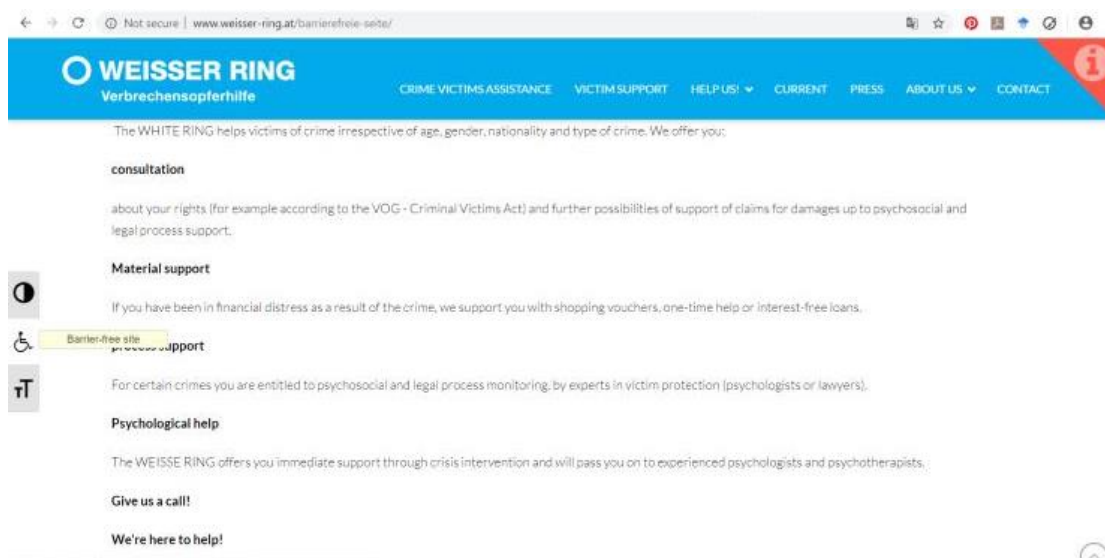 Not secure | www.weisser-ring.at/barrierefreie-seite/
WEISSER RING
Verbrechensopferhilfe
CRIME VICTIMS ASSISTANCE VICTIM SUPPORT HELP US! CURRENT PRESS ABOUT US CONTACT
i
The WHITE RING helps victims of crime irrespective of age, gender, nationality and type of crime. We offer you:
consultation
about your rights (for example according to the VOG - Criminal Victims Act) and further possibilities of support of claims for damages up to psychosocial and
legal process support.
Material support
If you have been in financial distress as a result of the crime, we support you with shopping vouchers, one-time help or interest-free loans.
Barrier-free site
process support
For certain crimes you are entitled to psychosocial and legal process monitoring, by experts in victim protection (psychologists or lawyers).
TT
Psychological help
The WEISSE RING offers you immediate support through crisis intervention and will pass you on to experienced psychologists and psychotherapists.
Give us a call!
We're here to help!